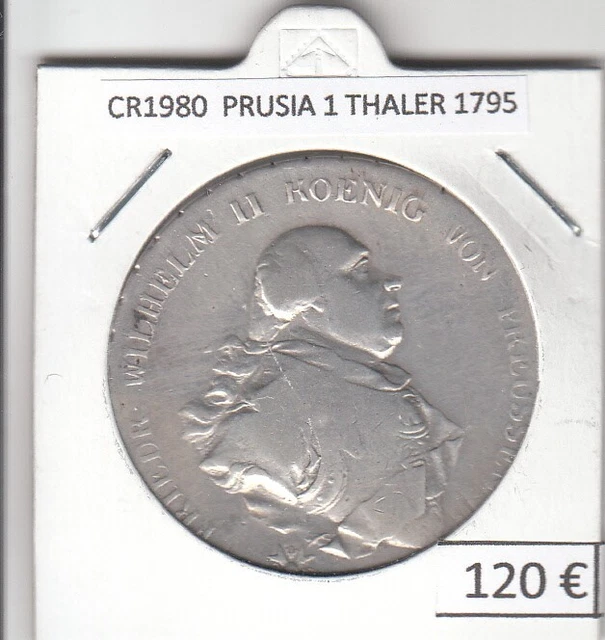 CR1980 PRUSIA 1 THALER 1795
FRIEDR. WILHELM II KOENIG VON PREUSSEN
120 €